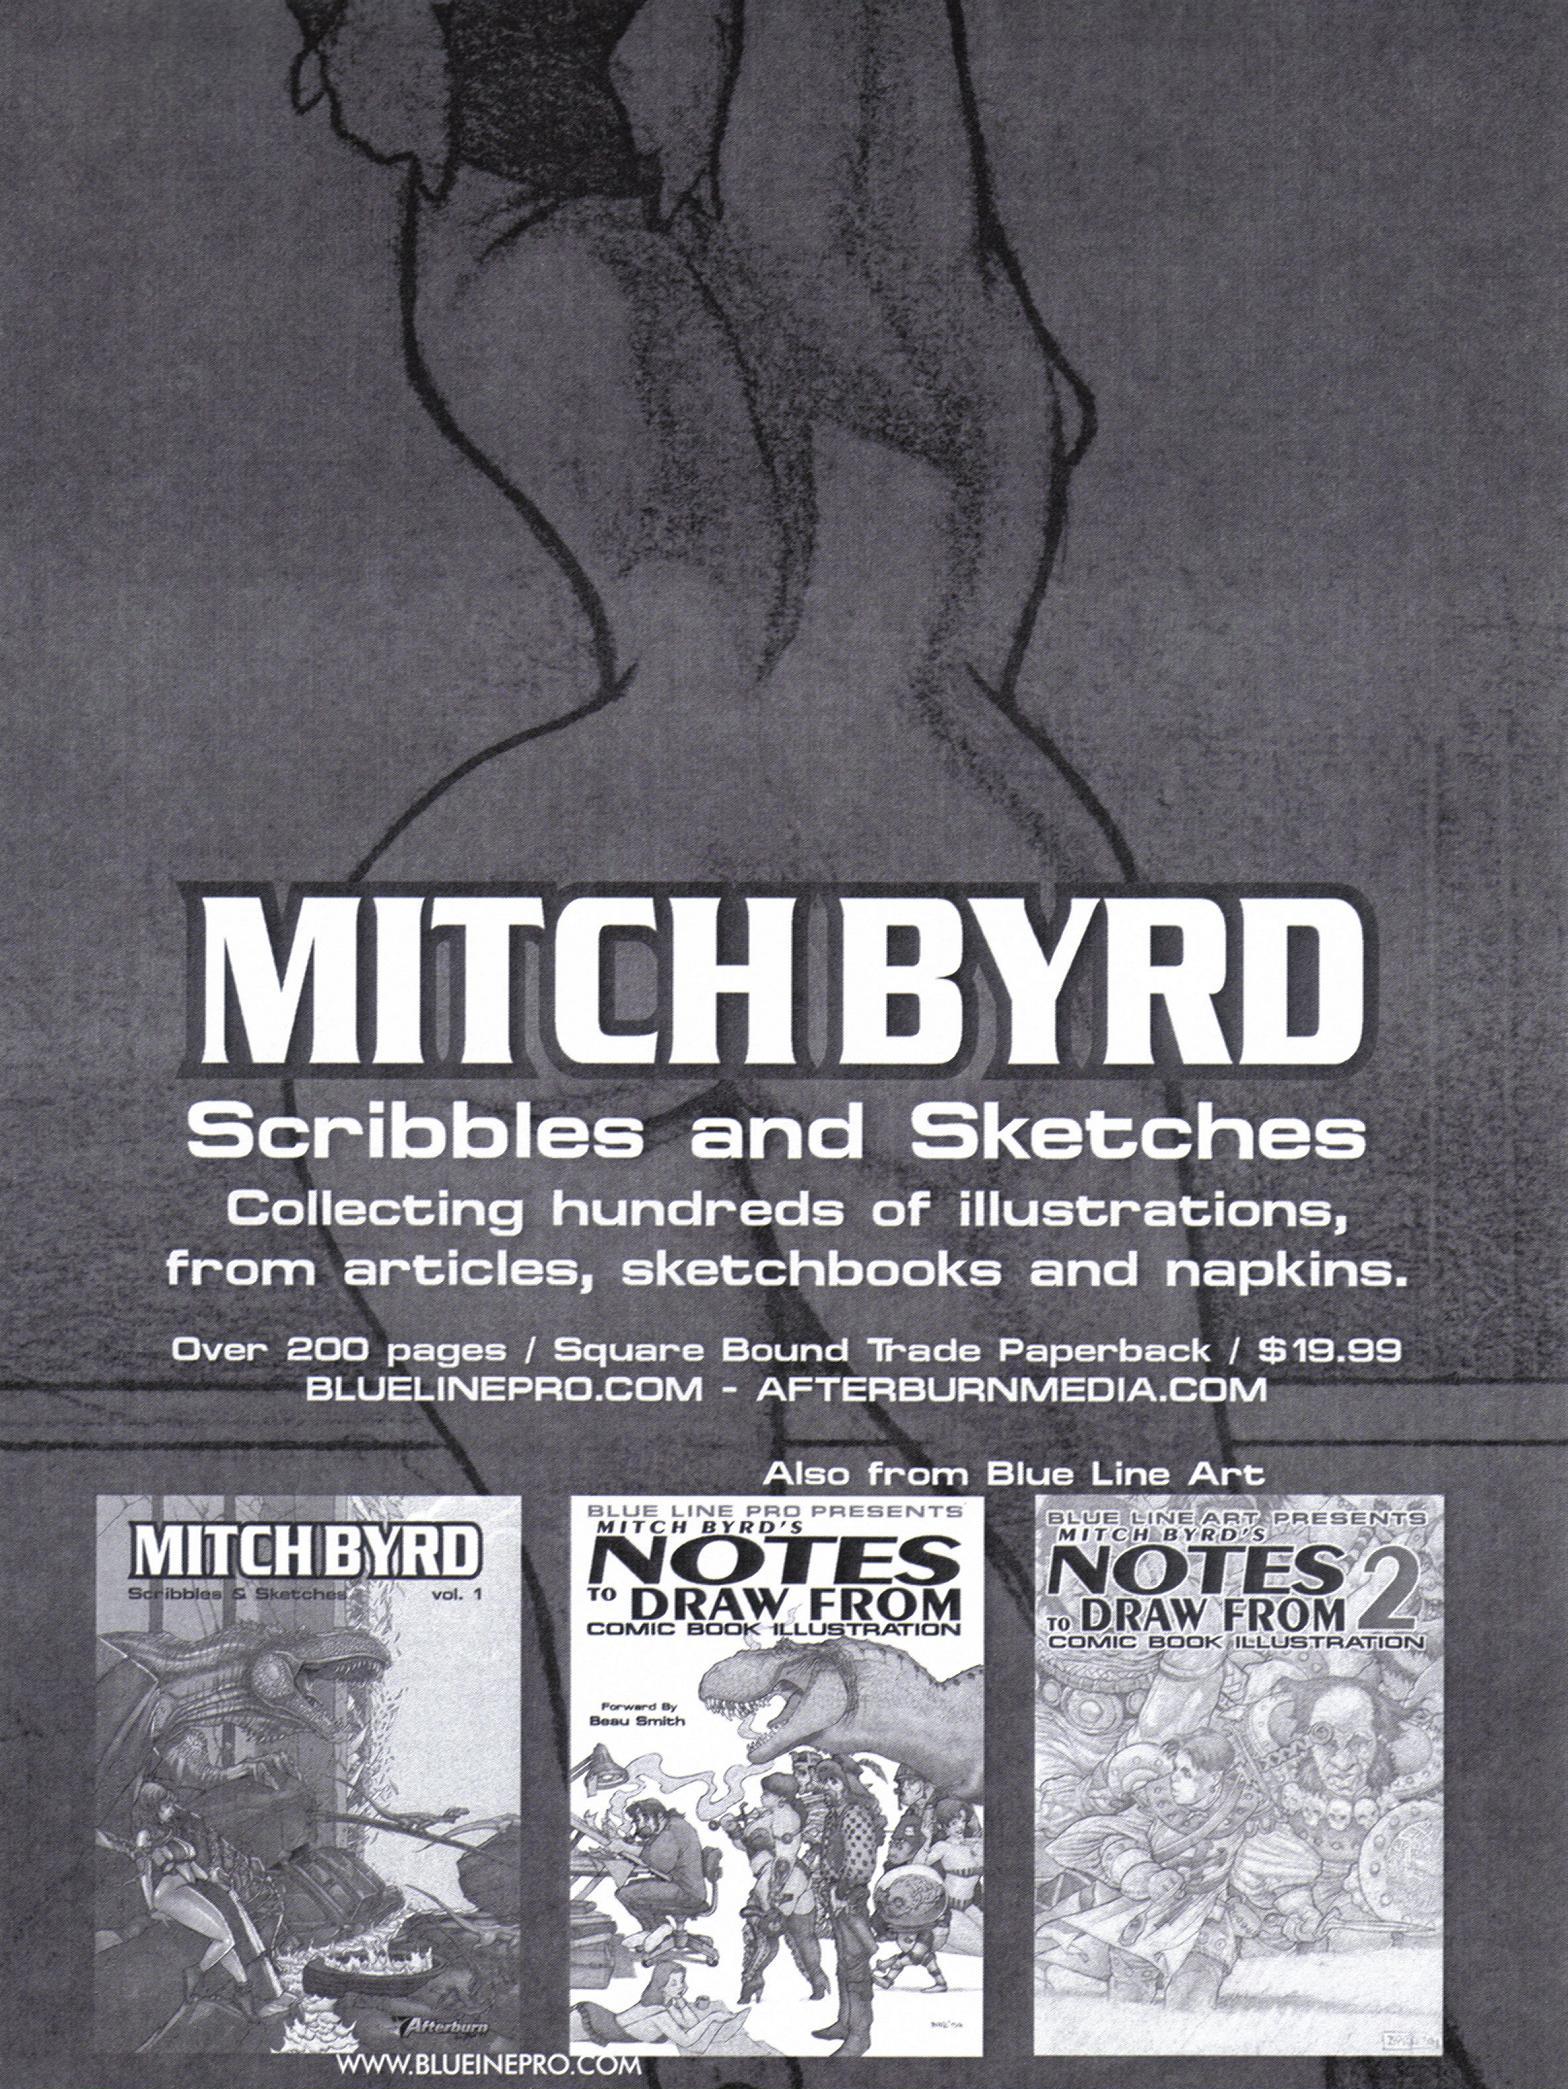 MITCH BYRD
Scribbles and Sketches
Collecting hundreds of illustrations,
from articles, sketchbooks and napkins.
Over 200 pages / Square Bound Trade Paperback / $19.99
BLUELINEPRO.COM - AFTERBURNMEDIA.COM
Also from Blue Line Art
MITCH BYRD
Scribbles & Sketches vol. 1
Afterburn
BLUE LINE PRO PRESENTS
MITCH BYRD'S
NOTES
TO DRAW FROM
COMIC BOOK ILLUSTRATION
Forward By
Beau Smith
BLUE LINE ART PRESENTS
MITCH BYRD'S
NOTES 2
TO DRAW FROM
COMIC BOOK ILLUSTRATION
WWW.BLUEINEPRO.COM